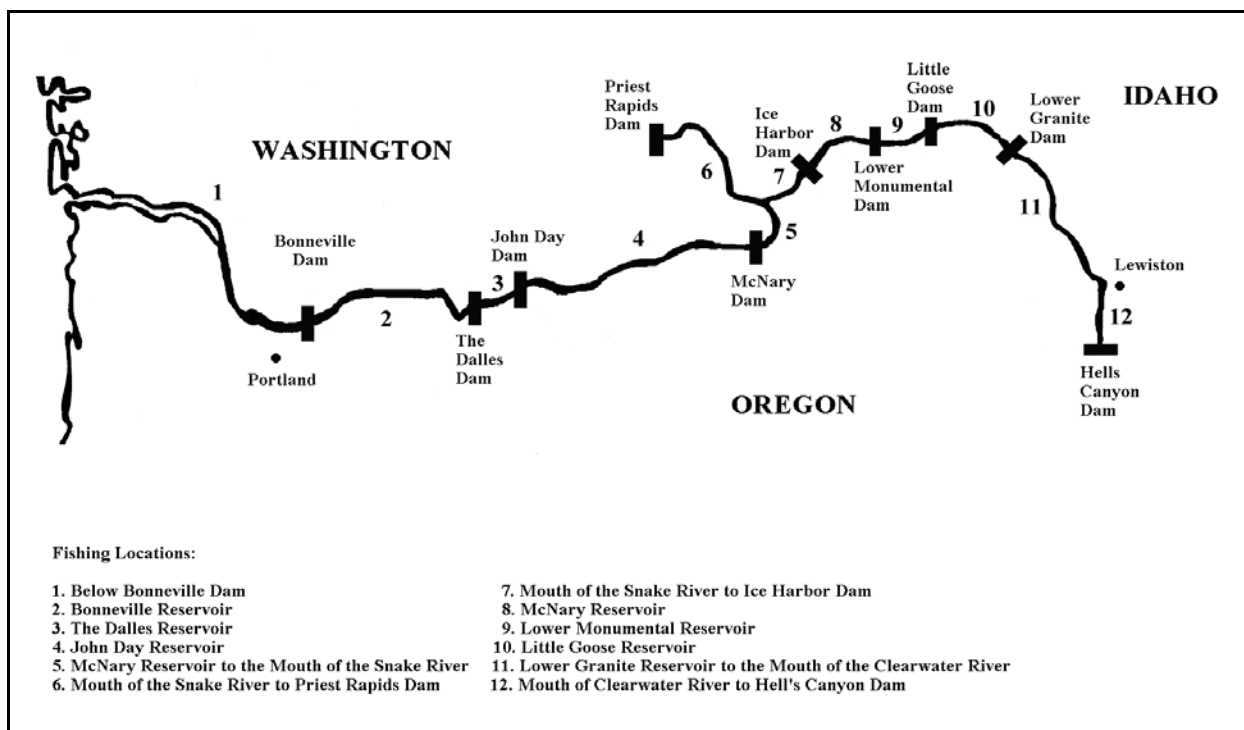 WASHINGTON
IDAHO
OREGON
1
Bonneville
Dam
Portland
2
The
Dalles
Dam
3
John Day
Dam
4
McNary
Dam
5
Priest
Rapids
Dam
6
7
Ice
Harbor
Dam
8
Lower
Monumental
Dam
9
Little
Goose
Dam
10
Lower
Granite
Dam
11
Lewiston
12
Hells
Canyon
Dam
Fishing Locations:
1. Below Bonneville Dam
2. Bonneville Reservoir
3. The Dalles Reservoir
4. John Day Reservoir
5. McNary Reservoir to the Mouth of the Snake River
6. Mouth of the Snake River to Priest Rapids Dam
7. Mouth of the Snake River to Ice Harbor Dam
8. McNary Reservoir
9. Lower Monumental Reservoir
10. Little Goose Reservoir
11. Lower Granite Reservoir to the Mouth of the Clearwater River
12. Mouth of Clearwater River to Hell's Canyon Dam